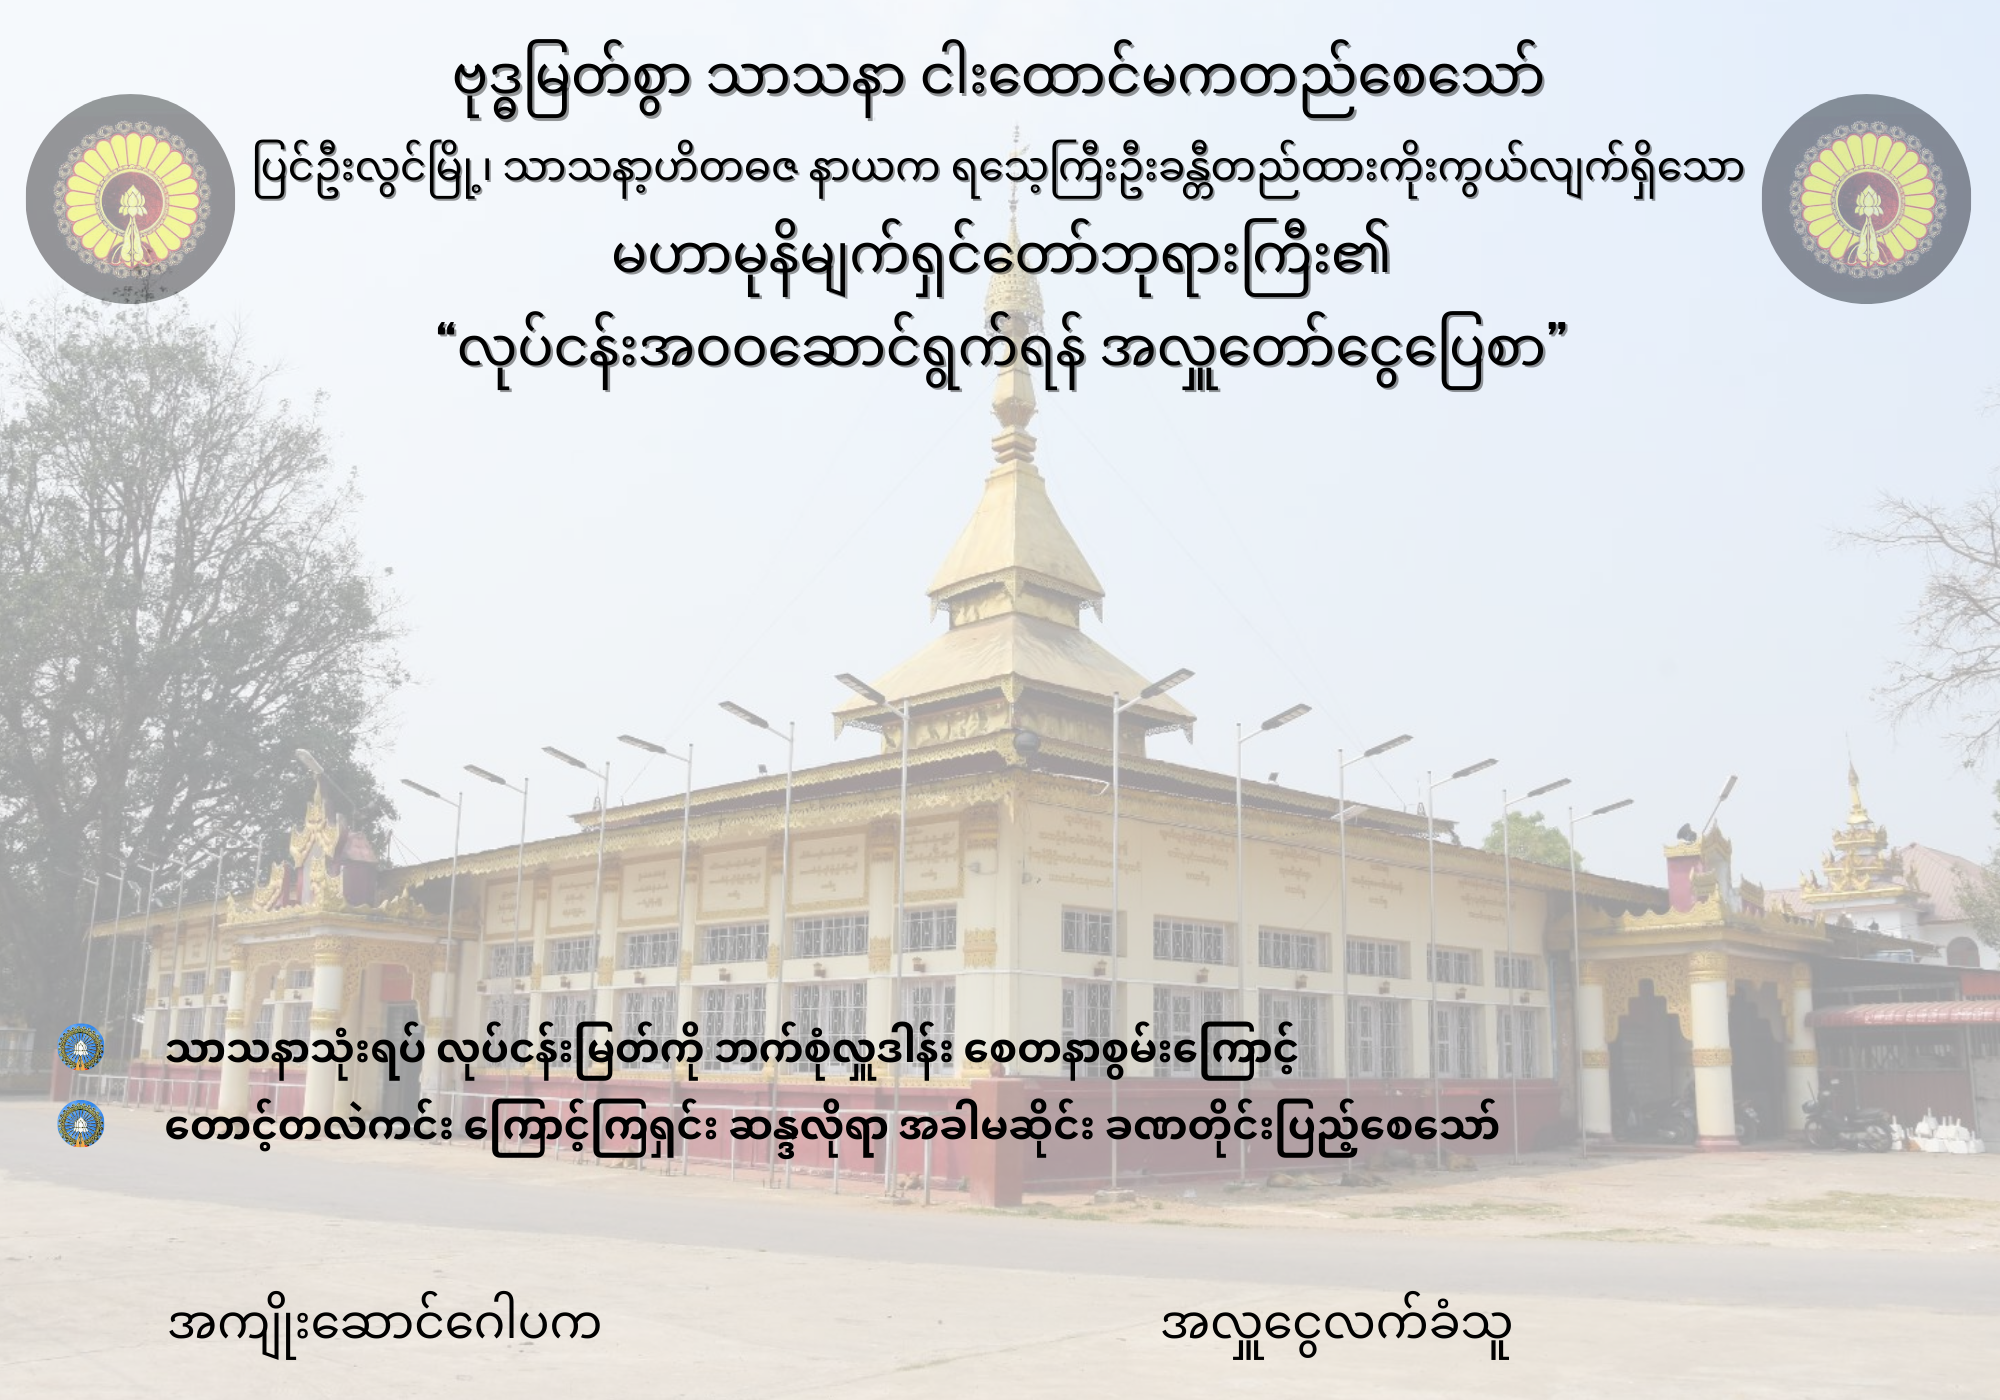 ဗုဒ္ဓမြတ်စွာ သာသနာ ငါးထောင်မကတည်စေသော်
ပြင်ဦးလွင်မြို့၊ သာသနာ့ဟိတဓဇ နာယက ရသေ့ကြီးဦးခန္တီတည်ထားကိုးကွယ်လျက်ရှိသော
မဟာမုနိမျက်ရှင်တော်ဘုရားကြီး၏
“လုပ်ငန်းအဝဝဆောင်ရွက်ရန် အလှူတော်ငွေပြေစာ”
သာသနာသုံးရပ် လုပ်ငန်းမြတ်ကို ဘက်စုံလှူဒါန်း စေတနာစွမ်းကြောင့်
တောင့်တလဲကင်း ကြောင့်ကြရှင်း ဆန္ဒလိုရာ အခါမဆိုင်း ခဏတိုင်းပြည့်စေသော်
အကျိုးဆောင်ဂေါပက
အလှူငွေလက်ခံသူ